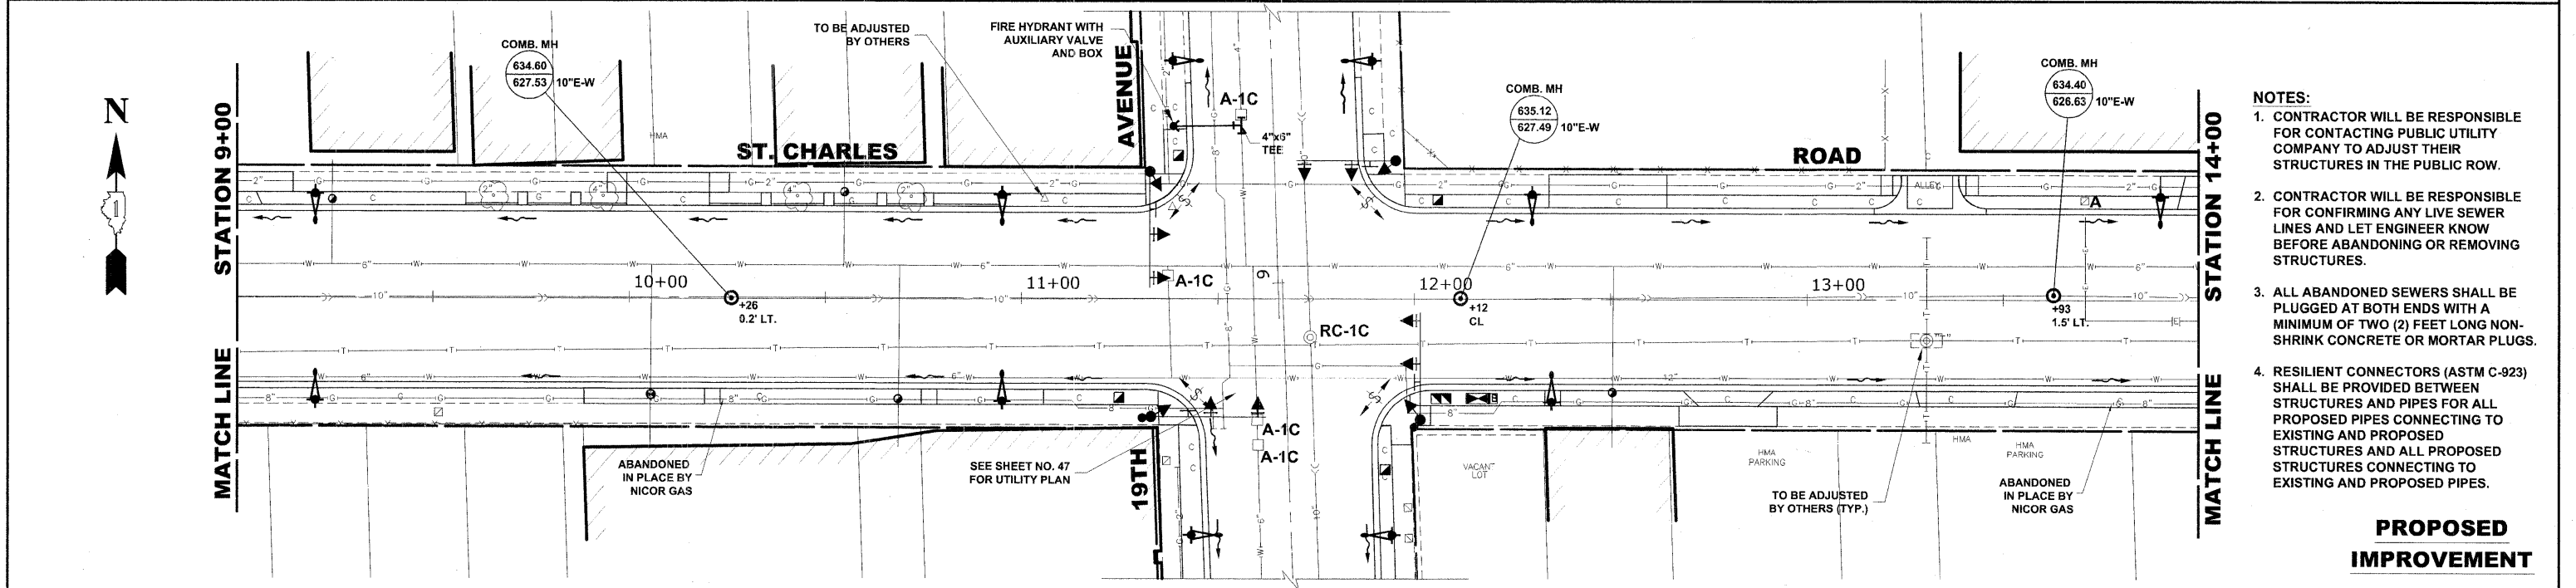 N
1
STATION 9+00
MATCH LINE
COMB. MH
634.60
627.53
10"E-W
TO BE ADJUSTED
BY OTHERS
FIRE HYDRANT WITH
AUXILIARY VALVE
AND BOX
AVENUE
ST. CHARLES
HMA
A-1C
4"x6"
TEE
COMB. MH
635.12
627.49
10"E-W
ROAD
ALLEY
COMB. MH
634.40
626.63
10"E-W
A
STATION 14+00
MATCH LINE
10+00
+26
0.2' LT.
11+00
A-1C
RC-1C
12+00
+12
CL
13+00
+93
1.5' LT.
A-1C
A-1C
ABANDONED
IN PLACE BY
NICOR GAS
SEE SHEET NO. 47
FOR UTILITY PLAN
19TH
VACANT
LOT
HMA
PARKING
TO BE ADJUSTED
BY OTHERS (TYP.)
HMA
HMA
PARKING
ABANDONED
IN PLACE BY
NICOR GAS
NOTES:
1. CONTRACTOR WILL BE RESPONSIBLE
FOR CONTACTING PUBLIC UTILITY
COMPANY TO ADJUST THEIR
STRUCTURES IN THE PUBLIC ROW.
2. CONTRACTOR WILL BE RESPONSIBLE
FOR CONFIRMING ANY LIVE SEWER
LINES AND LET ENGINEER KNOW
BEFORE ABANDONING OR REMOVING
STRUCTURES.
3. ALL ABANDONED SEWERS SHALL BE
PLUGGED AT BOTH ENDS WITH A
MINIMUM OF TWO (2) FEET LONG NON-
SHRINK CONCRETE OR MORTAR PLUGS.
4. RESILIENT CONNECTORS (ASTM C-923)
SHALL BE PROVIDED BETWEEN
STRUCTURES AND PIPES FOR ALL
PROPOSED PIPES CONNECTING TO
EXISTING AND PROPOSED
STRUCTURES AND ALL PROPOSED
STRUCTURES CONNECTING TO
EXISTING AND PROPOSED PIPES.
PROPOSED
IMPROVEMENT